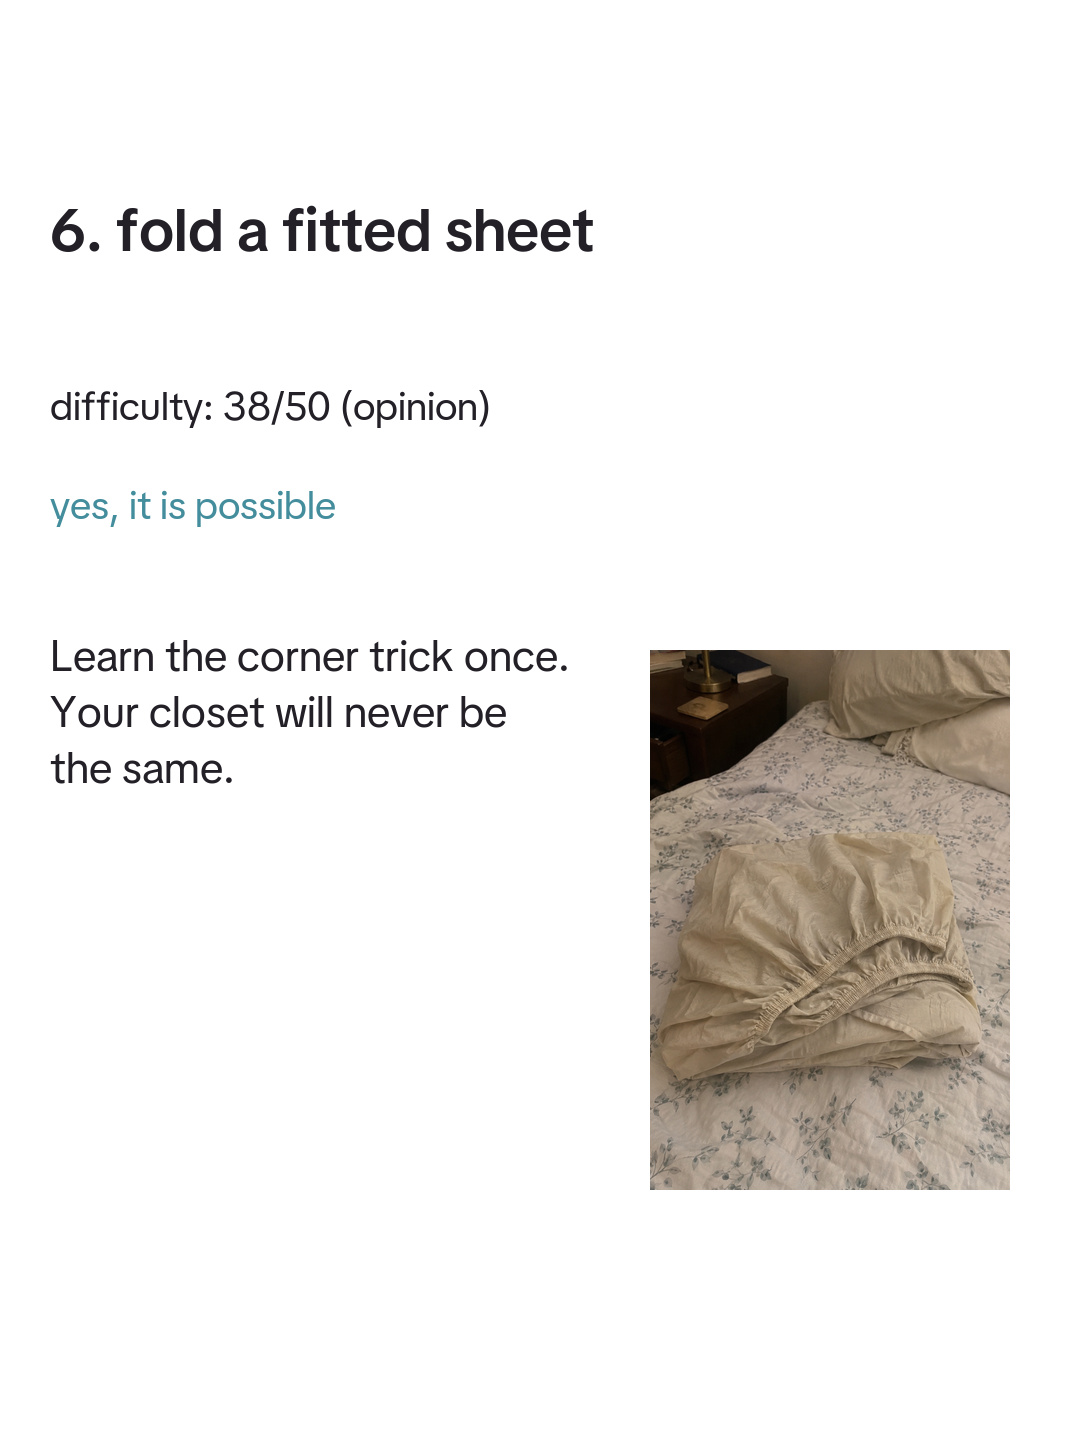 6. fold a fitted sheet
difficulty: 38/50 (opinion)
yes, it is possible
Learn the corner trick once.
Your closet will never be
the same.